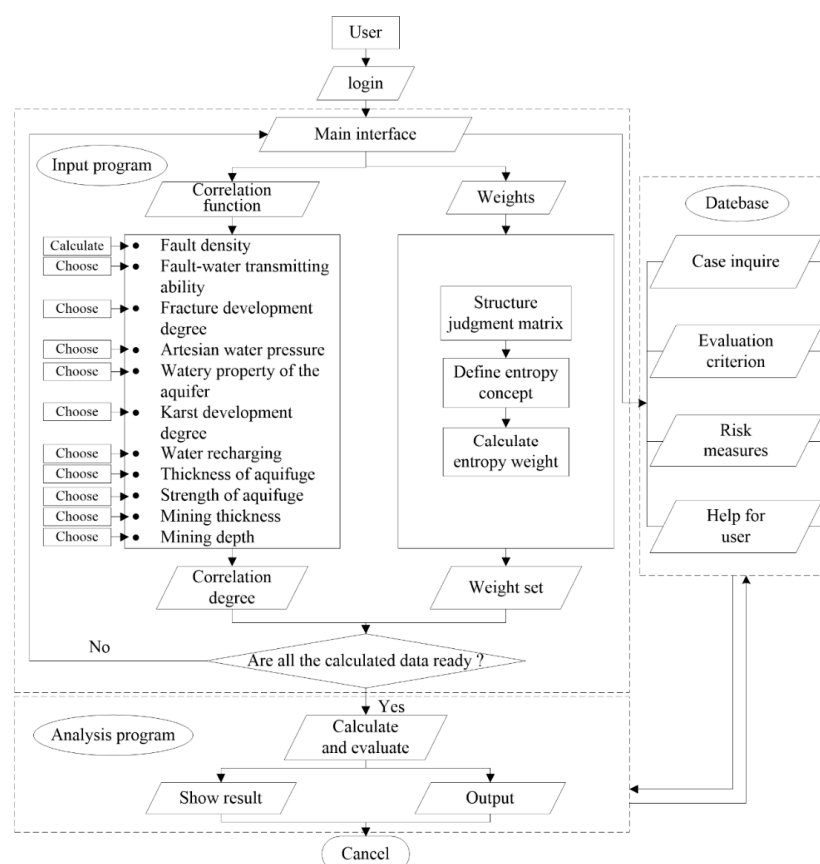 User
login
Main interface
Input program
Correlation
function
Weights
Calculate
• Fault density
Choose
• Fault-water transmitting
ability
Choose
• Fracture development
degree
Choose
• Artesian water pressure
Choose
• Watery property of the
aquifer
Choose
• Karst development
degree
Choose
• Water recharging
Choose
• Thickness of aquifuge
Choose
• Strength of aquifuge
Choose
• Mining thickness
Choose
• Mining depth
Structure
judgment matrix
Define entropy
concept
Calculate
entropy weight
Correlation
degree
Weight set
No
Are all the calculated data ready ?
Yes
Analysis program
Calculate
and evaluate
Show result
Output
Cancel
Datebase
Case inquire
Evaluation
criterion
Risk
measures
Help for
user